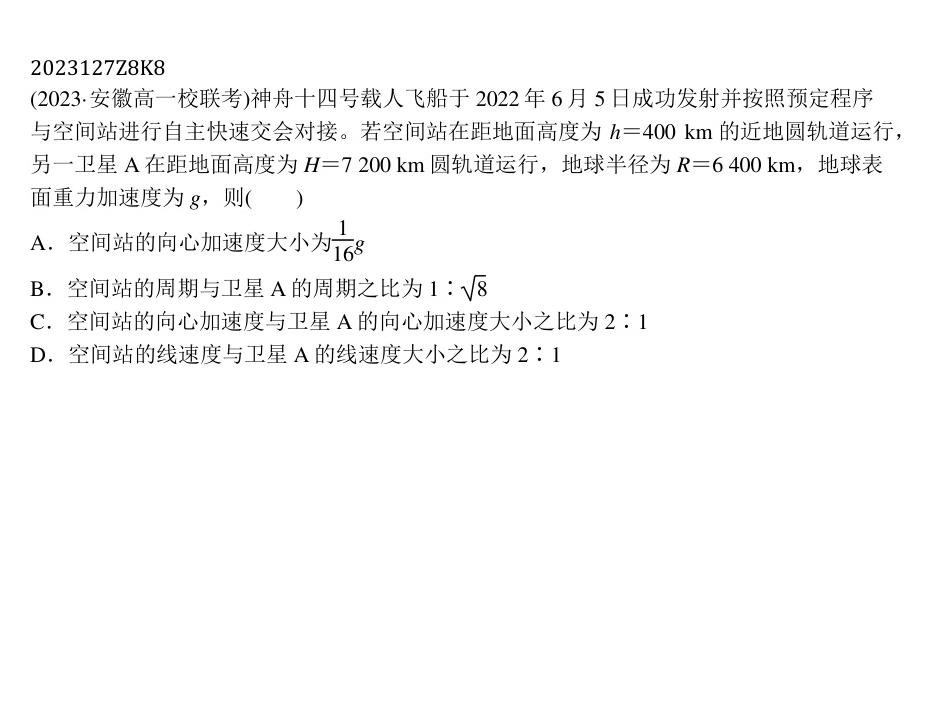 2023127Z8K8
(2023·安徽高一校联考)神舟十四号载人飞船于 2022 年 6 月 5 日成功发射并按照预定程序
与空间站进行自主快速交会对接。若空间站在距地面高度为 h＝400 km 的近地圆轨道运行，
另一卫星 A 在距地面高度为 H＝7 200 km 圆轨道运行，地球半径为 R＝6 400 km，地球表
面重力加速度为 g，则(　　)
A．空间站的向心加速度大小为\frac{1}{16}g
B．空间站的周期与卫星 A 的周期之比为 1∶√8
C．空间站的向心加速度与卫星 A 的向心加速度大小之比为 2∶1
D．空间站的线速度与卫星 A 的线速度大小之比为 2∶1